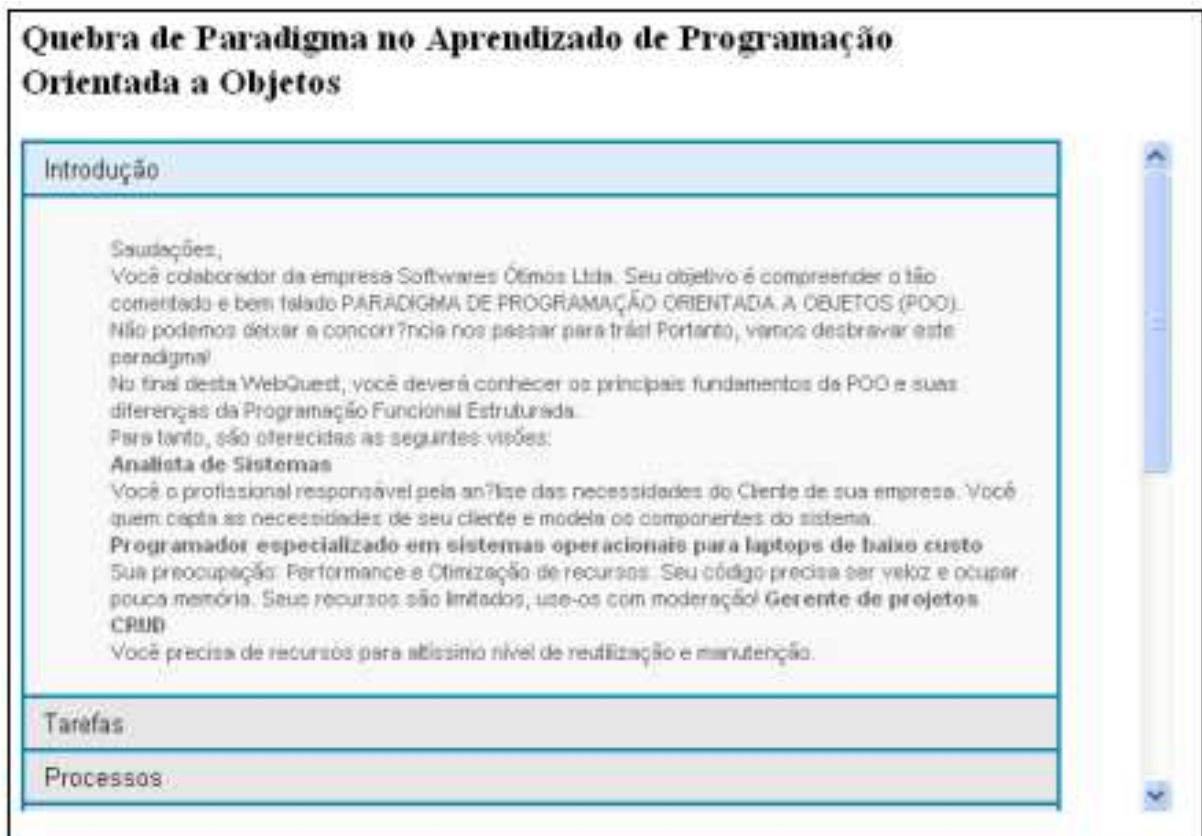 Quebra de Paradigma no Aprendizado de Programação
Orientada a Objetos
Introdução
Saudações,
Você colaborador da empresa Softwares Ótimos Ltda. Seu objetivo é compreender o tão
comentado e bem falado PARADIGMA DE PROGRAMAÇÃO ORIENTADA A OBJETOS (POO).
Não podemos deixar a concorr?ncia nos passar para trás! Portanto, vamos desbravar este
paradigma!
No final desta WebQuest, você deverá conhecer os principais fundamentos da POO e suas
diferenças da Programação Funcional Estruturada.
Para tanto, são oferecidas as seguintes visões:
Analista de Sistemas
Você o profissional responsável pela an?lise das necessidades do Cliente de sua empresa. Você
quem capta as necessidades de seu cliente e modela os componentes do sistema.
Programador especializado em sistemas operacionais para laptops de baixo custo
Sua preocupação: Performance e Otimização de recursos. Seu código precisa ser veloz e ocupar
pouca memória. Seus recursos são limitados, use-os com moderação! Gerente de projetos
CRUD
Você precisa de recursos para altíssimo nível de reutilização e manutenção.
Tarefas
Processos